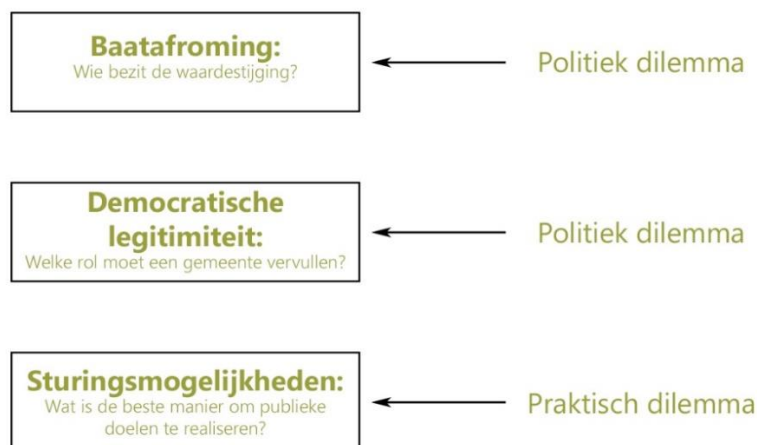 Baatafroming:
Wie bezit de waardestijging?
Politiek dilemma
Democratische
legitimiteit:
Welke rol moet een gemeente vervullen?
Politiek dilemma
Sturingsmogelijkheden:
Wat is de beste manier om publieke
doelen te realiseren?
Praktisch dilemma